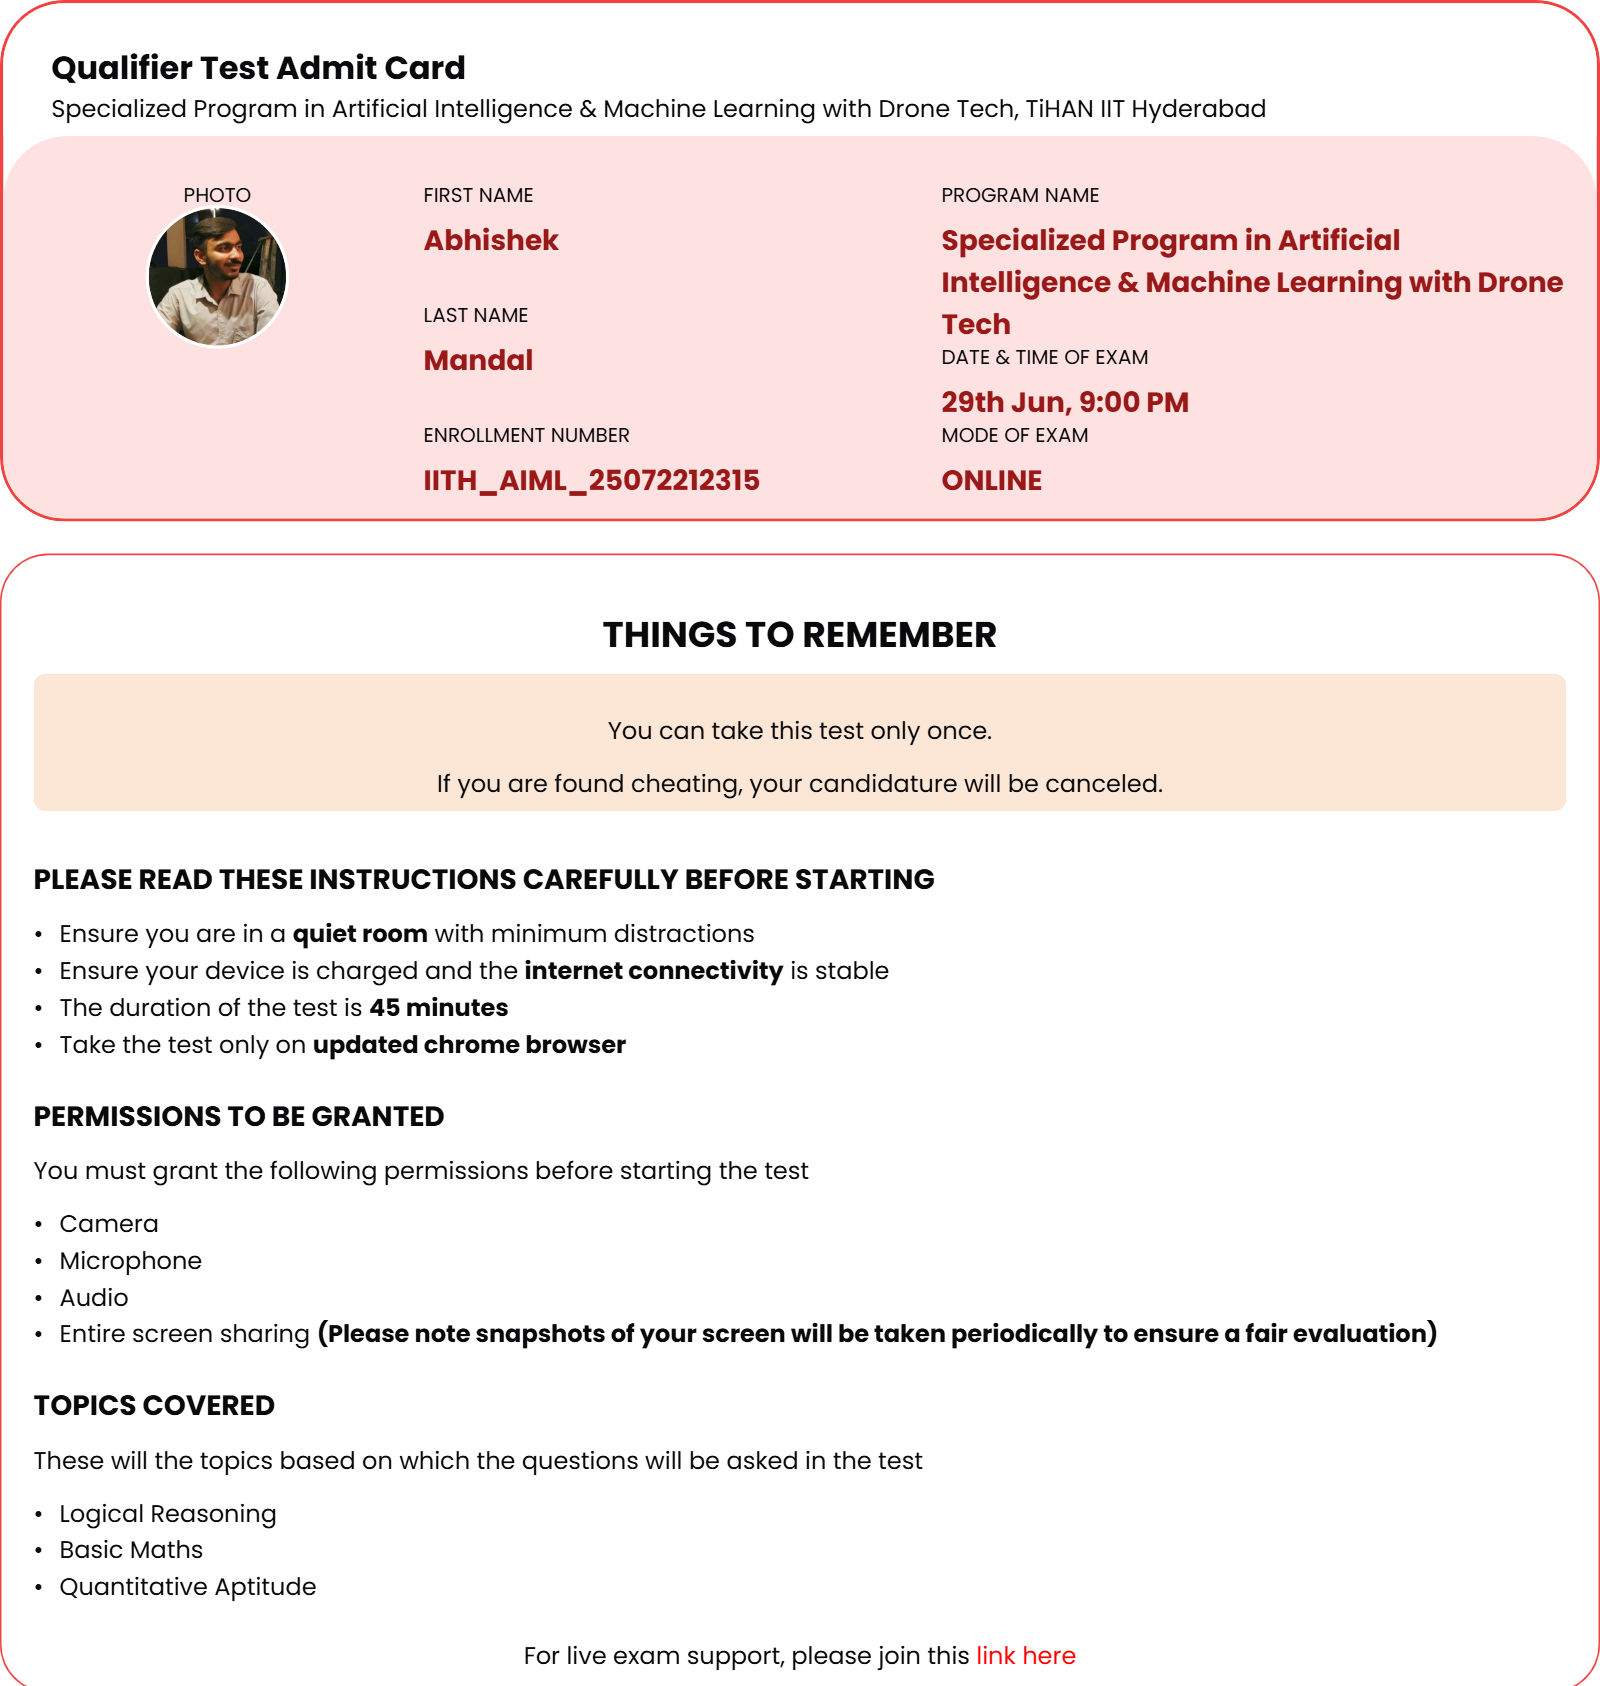 Qualifier Test Admit Card
Specialized Program in Artificial Intelligence & Machine Learning with Drone Tech, TiHAN IIT Hyderabad
PHOTO
FIRST NAME
Abhishek
LAST NAME
Mandal
ENROLLMENT NUMBER
IITH_AIML_25072212315
PROGRAM NAME
Specialized Program in Artificial
Intelligence & Machine Learning with Drone
Tech
DATE & TIME OF EXAM
29th Jun, 9:00 PM
MODE OF EXAM
ONLINE
THINGS TO REMEMBER
You can take this test only once.
If you are found cheating, your candidature will be canceled.
PLEASE READ THESE INSTRUCTIONS CAREFULLY BEFORE STARTING
• Ensure you are in a quiet room with minimum distractions
• Ensure your device is charged and the internet connectivity is stable
• The duration of the test is 45 minutes
• Take the test only on updated chrome browser
PERMISSIONS TO BE GRANTED
You must grant the following permissions before starting the test
• Camera
• Microphone
• Audio
• Entire screen sharing (Please note snapshots of your screen will be taken periodically to ensure a fair evaluation)
TOPICS COVERED
These will the topics based on which the questions will be asked in the test
• Logical Reasoning
• Basic Maths
• Quantitative Aptitude
For live exam support, please join this link here